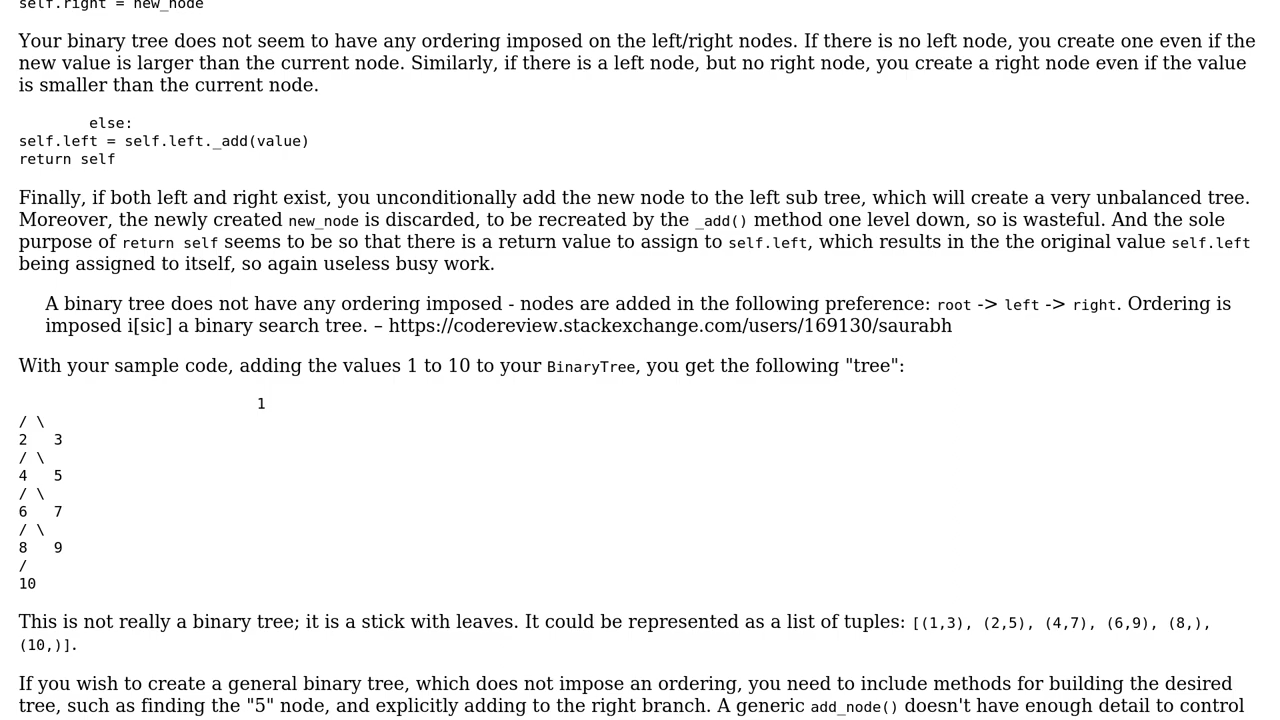 self.right = new_node
Your binary tree does not seem to have any ordering imposed on the left/right nodes. If there is no left node, you create one even if the
new value is larger than the current node. Similarly, if there is a left node, but no right node, you create a right node even if the value
is smaller than the current node.
else:
self.left = self.left._add(value)
return self
Finally, if both left and right exist, you unconditionally add the new node to the left sub tree, which will create a very unbalanced tree.
Moreover, the newly created new_node is discarded, to be recreated by the _add() method one level down, so is wasteful. And the sole
purpose of return self seems to be so that there is a return value to assign to self.left, which results in the the original value self.left
being assigned to itself, so again useless busy work.
A binary tree does not have any ordering imposed - nodes are added in the following preference: root -> left -> right. Ordering is
imposed i[sic] a binary search tree. – https://codereview.stackexchange.com/users/169130/saurabh
With your sample code, adding the values 1 to 10 to your BinaryTree, you get the following "tree":
1
/ \
2   3
/ \
4   5
/ \
6   7
/ \
8   9
/
10
This is not really a binary tree; it is a stick with leaves. It could be represented as a list of tuples: [(1,3), (2,5), (4,7), (6,9), (8,),
(10,)].
If you wish to create a general binary tree, which does not impose an ordering, you need to include methods for building the desired
tree, such as finding the "5" node, and explicitly adding to the right branch. A generic add_node() doesn't have enough detail to control